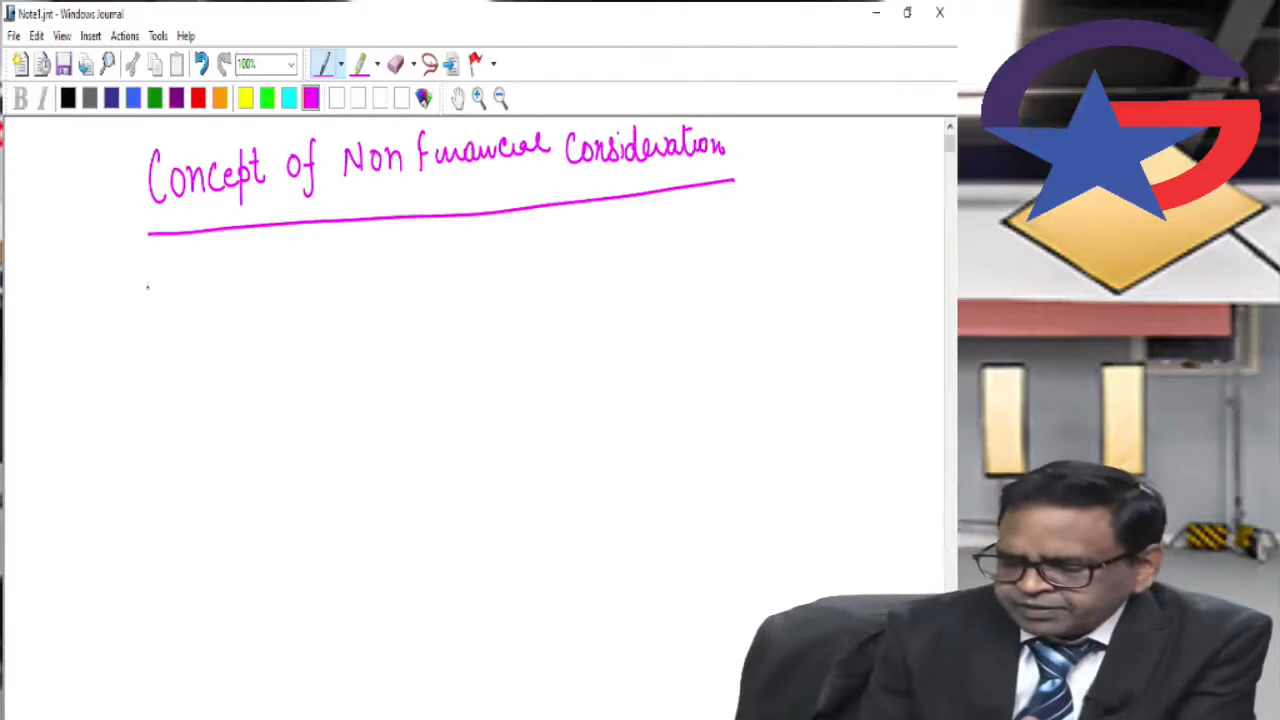 Note1.jnt - Windows Journal
File Edit View Insert Actions Tools Help
100%
B I
Concept of Non Financial Consideration